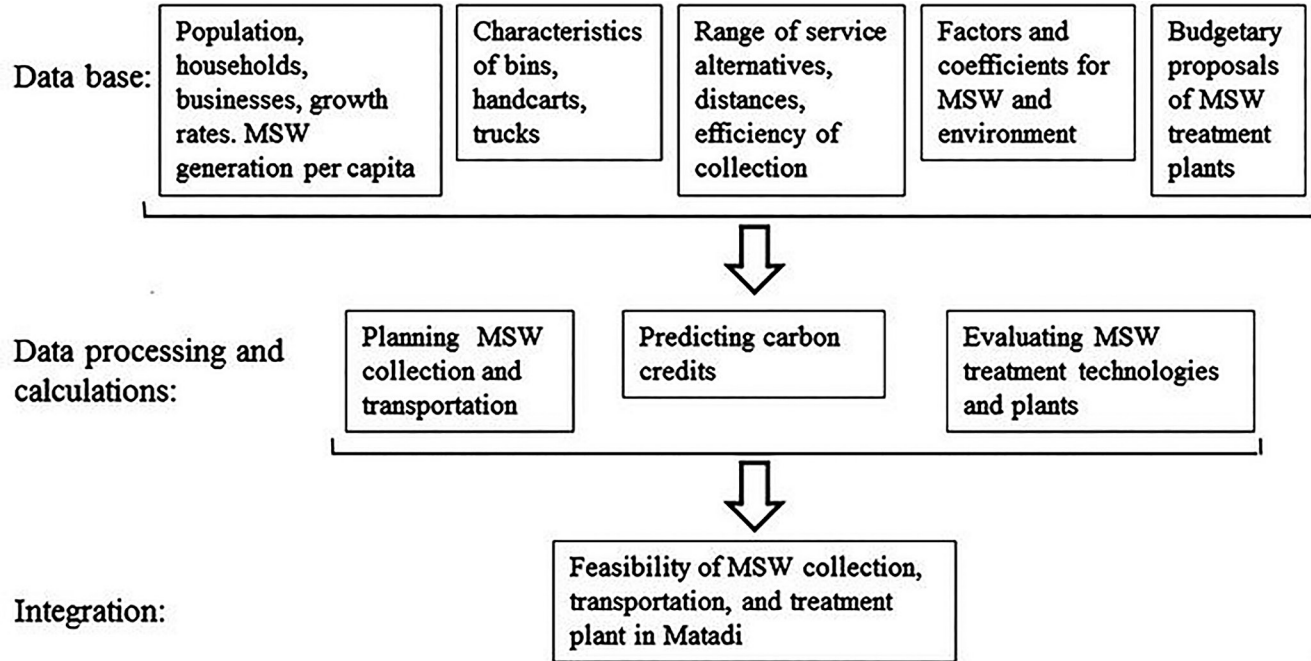 Data base:
Population,
households,
businesses, growth
rates. MSW
generation per capita
Characteristics
of bins,
handcarts,
trucks
Range of service
alternatives,
distances,
efficiency of
collection
Factors and
coefficients for
MSW and
environment
Budgetary
proposals
of MSW
treatment
plants
Data processing and
calculations:
Planning MSW
collection and
transportation
Predicting carbon
credits
Evaluating MSW
treatment technologies
and plants
Integration:
Feasibility of MSW collection,
transportation, and treatment
plant in Matadi